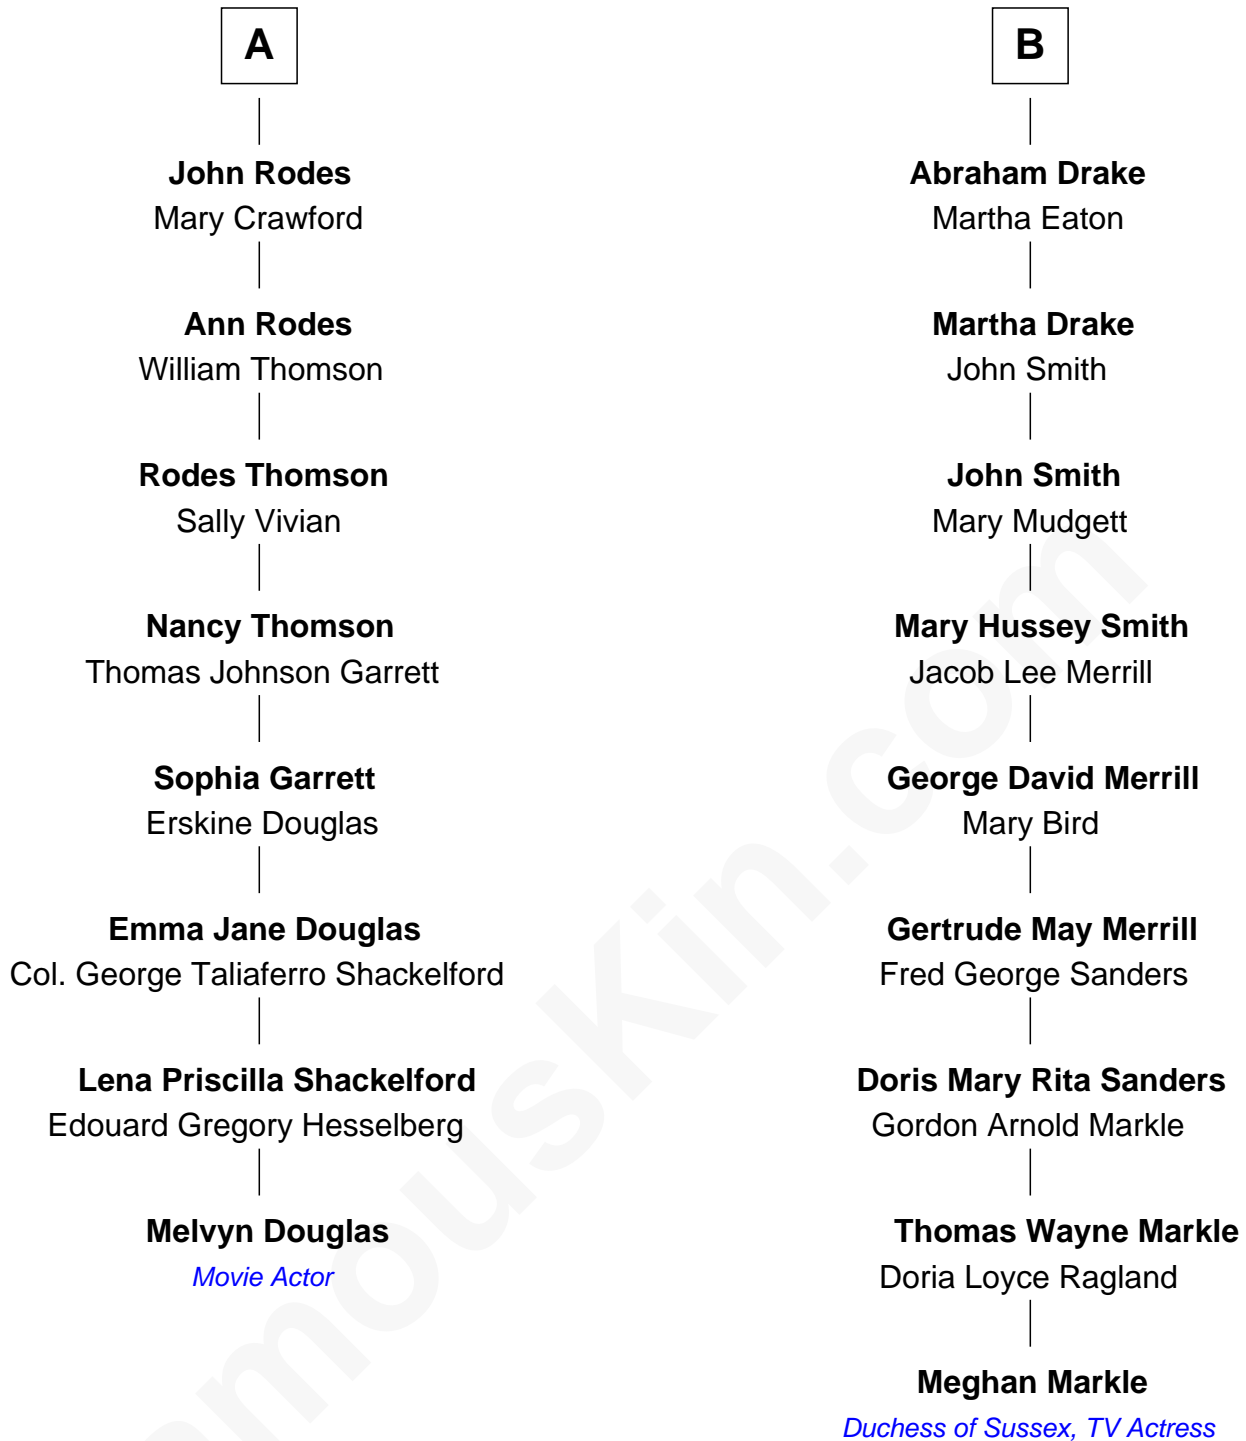 A
John Rodes
Mary Crawford
Ann Rodes
William Thomson
Rodes Thomson
Sally Vivian
Nancy Thomson
Thomas Johnson Garrett
Sophia Garrett
Erskine Douglas
Emma Jane Douglas
Col. George Taliaferro Shackelford
Lena Priscilla Shackelford
Edouard Gregory Hesselberg
Melvyn Douglas
Movie Actor
B
Abraham Drake
Martha Eaton
Martha Drake
John Smith
John Smith
Mary Mudgett
Mary Hussey Smith
Jacob Lee Merrill
George David Merrill
Mary Bird
Gertrude May Merrill
Fred George Sanders
Doris Mary Rita Sanders
Gordon Arnold Markle
Thomas Wayne Markle
Doria Loyce Ragland
Meghan Markle
Duchess of Sussex, TV Actress
amousKin.com